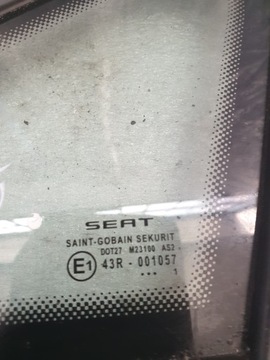 SEAT
SAINT-GOBAIN SEKURIT
DOT27 M23100 AS3
E1 43R - 001057
... 1